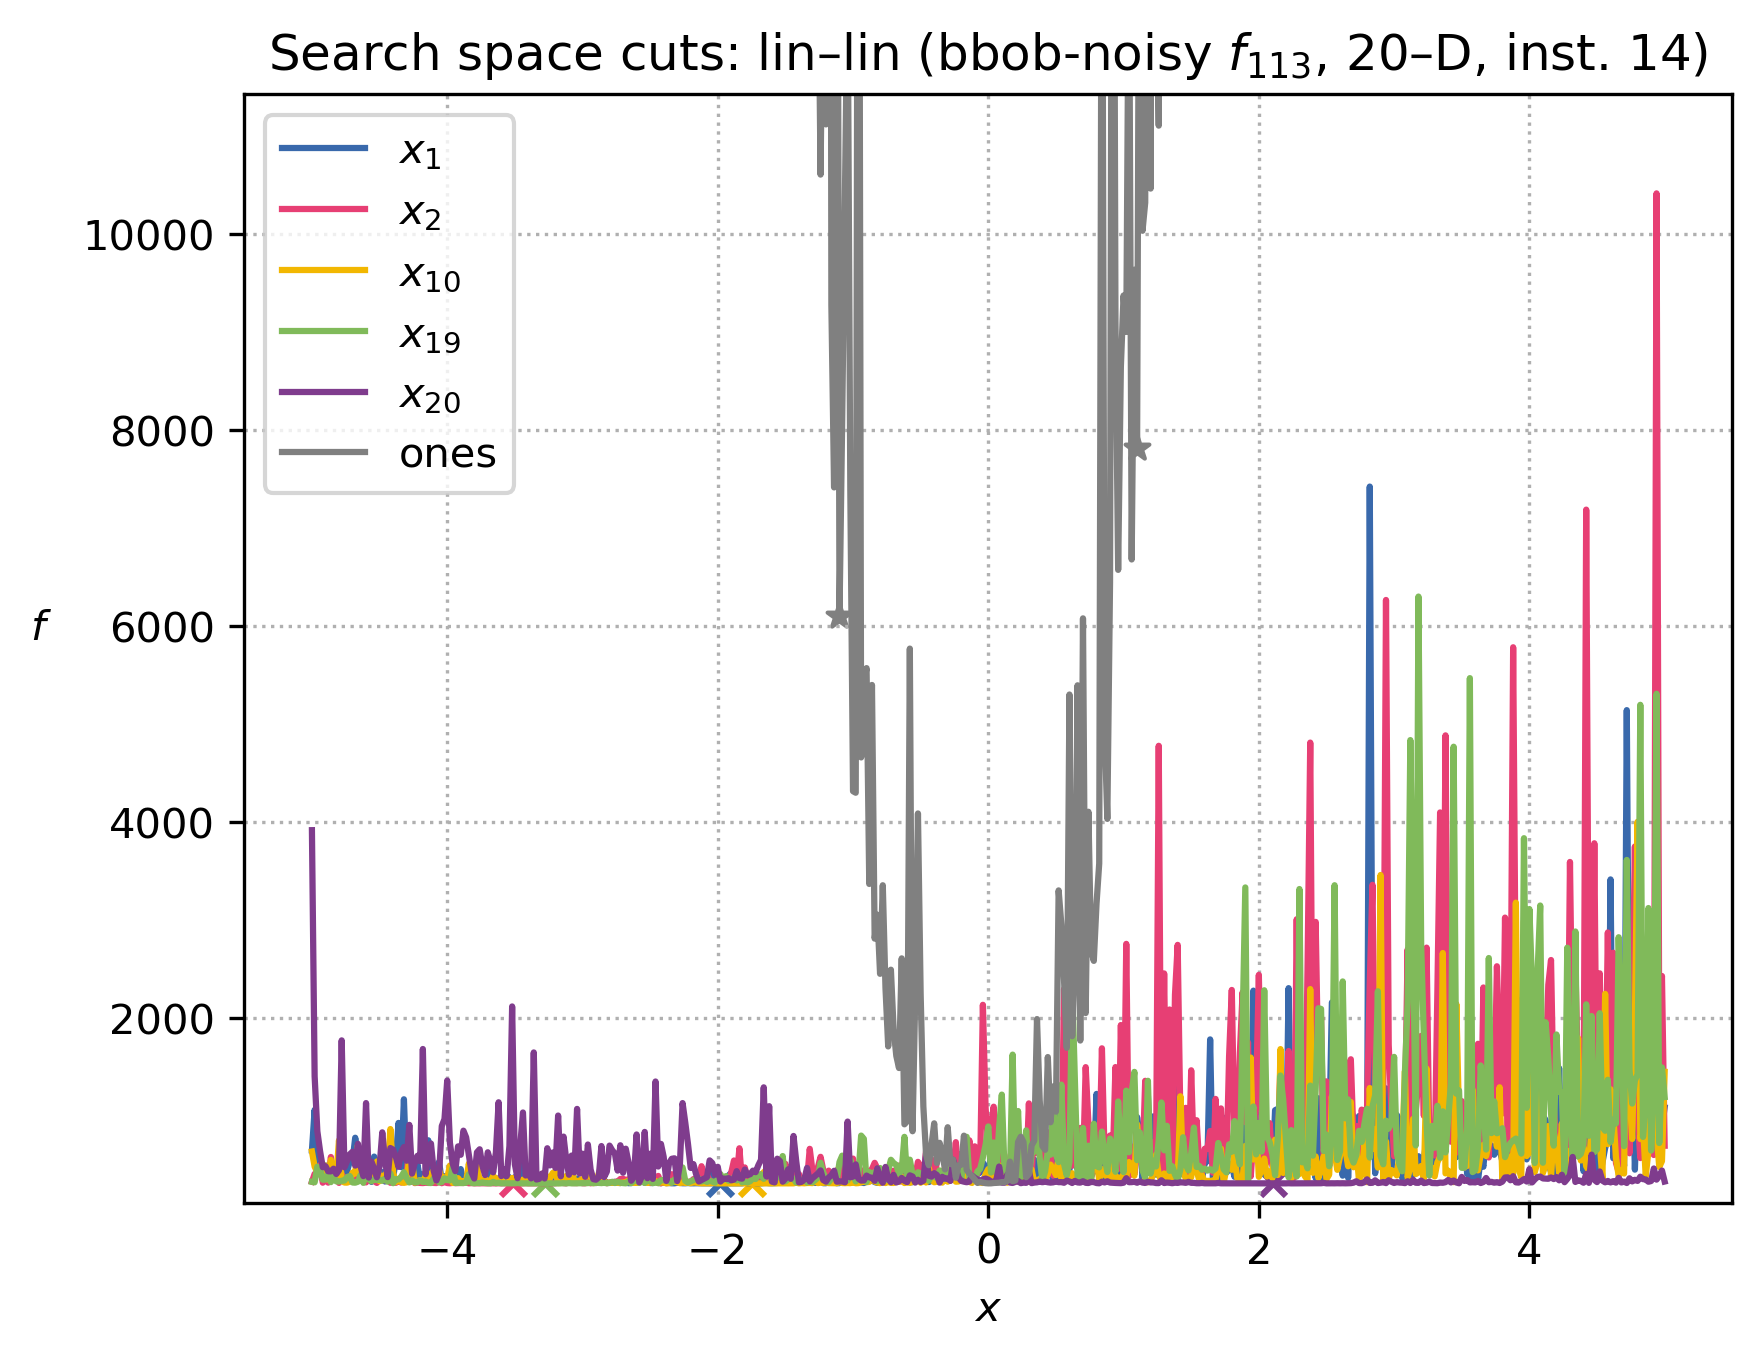 Search space cuts: lin–lin (bbob-noisy f₁₁₃, 20–D, inst. 14)
x₁
x₂
x₁₀
x₁₉
x₂₀
ones
10000
8000
6000
4000
2000
f
−4
−2
0
2
4
x